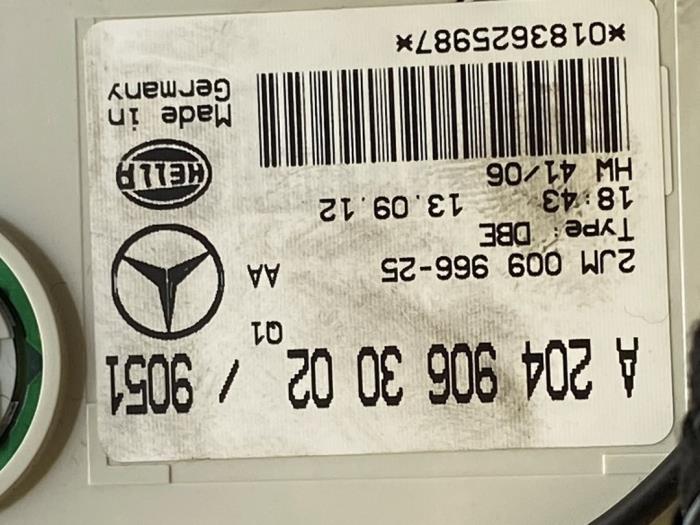 A 204 906 30 02 / 9051
Q1
2JM 009 966-25 AA
Type: DBE
18:43 13.09.12
HW 41/06
HELLA
Made in
Germany
*0183625987*